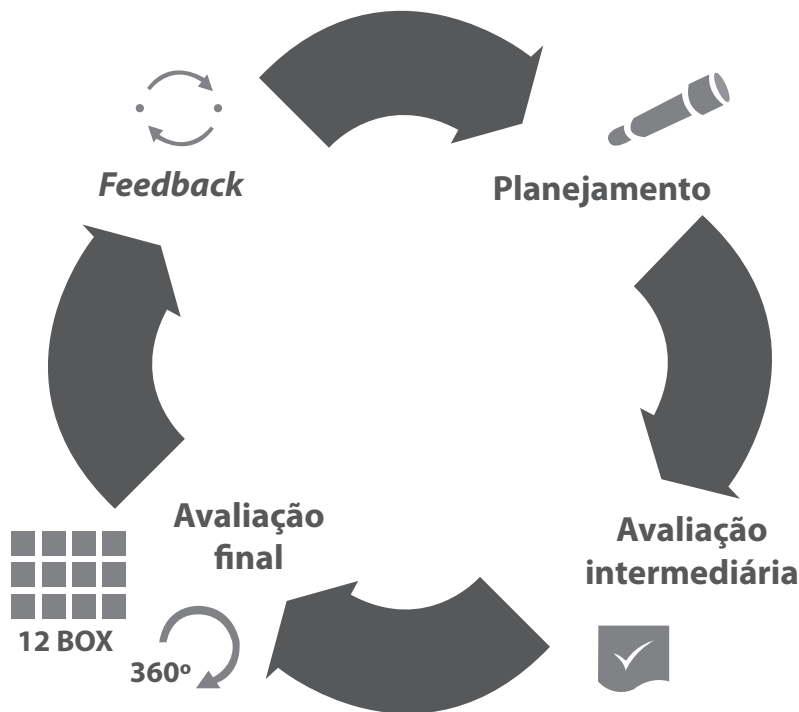 Feedback
Planejamento
Avaliação
final
Avaliação
intermediária
12 BOX
360º